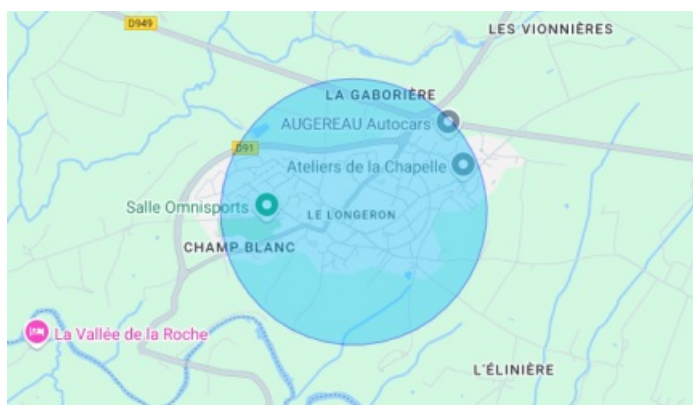 D949
LES VIONNIÈRES
LA GABORIÈRE
AUGEREAU Autocars
D91
Ateliers de la Chapelle
Salle Omnisports
LE LONGERON
CHAMP BLANC
La Vallée de la Roche
L'ÉLINIÈRE